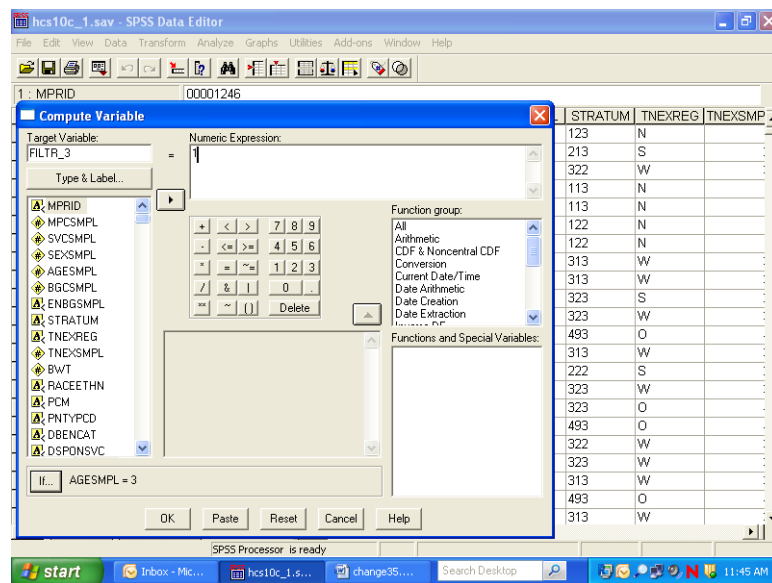 hcs10c_1.sav - SPSS Data Editor
File Edit View Data Transform Analyze Graphs Utilities Add-ons Window Help
1 : MPRID 00001246
Compute Variable
Target Variable: Numeric Expression:
FILTR_3 = 1
Type & Label...
MPRID
MPCSMPL
SVCSMPL
SEXSMPL
AGESMPL
BGCSMPL
ENBGSMPL
STRATUM
TNEXREG
TNEXSMPL
BWT
RACEETHN
PCM
PNTYPCD
DBENCAT
DSPONSVC
+ < > 7 8 9
- <= >= 4 5 6
* = ~= 1 2 3
/ & | 0 .
** ~ () Delete
Function group:
All
Arithmetic
CDF & Noncentral CDF
Conversion
Current Date/Time
Date Arithmetic
Date Creation
Date Extraction
Functions and Special Variables:
If... AGESMPL = 3
OK Paste Reset Cancel Help
STRATUM TNEXREG TNEXSMP
123 N
213 S
322 W
113 N
113 N
122 N
122 N
313 W
313 W
323 S
323 W
493 O
313 W
222 S
323 W
323 O
493 O
322 W
323 W
313 W
493 O
313 W
SPSS Processor is ready
start Inbox - Mic... hcs10c_1.s... change35.... Search Desktop 11:45 AM